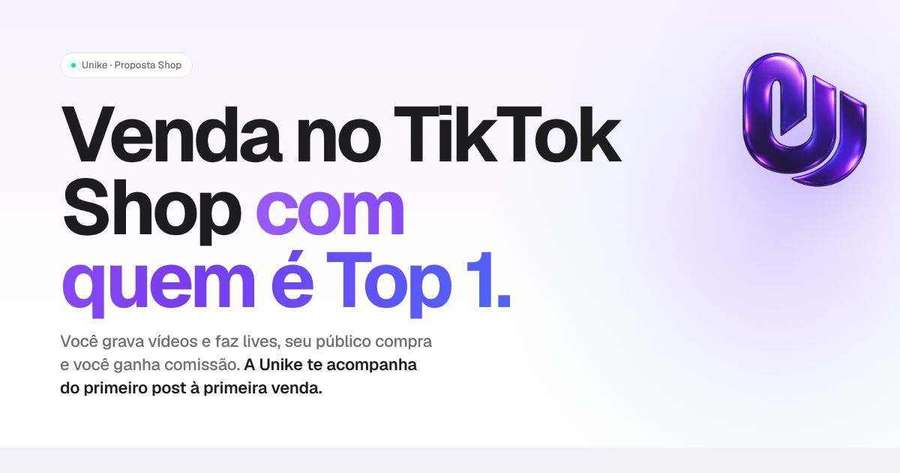 Unike · Proposta Shop
Venda no TikTok
Shop com
quem é Top 1.
Você grava vídeos e faz lives, seu público compra
e você ganha comissão. A Unike te acompanha
do primeiro post à primeira venda.